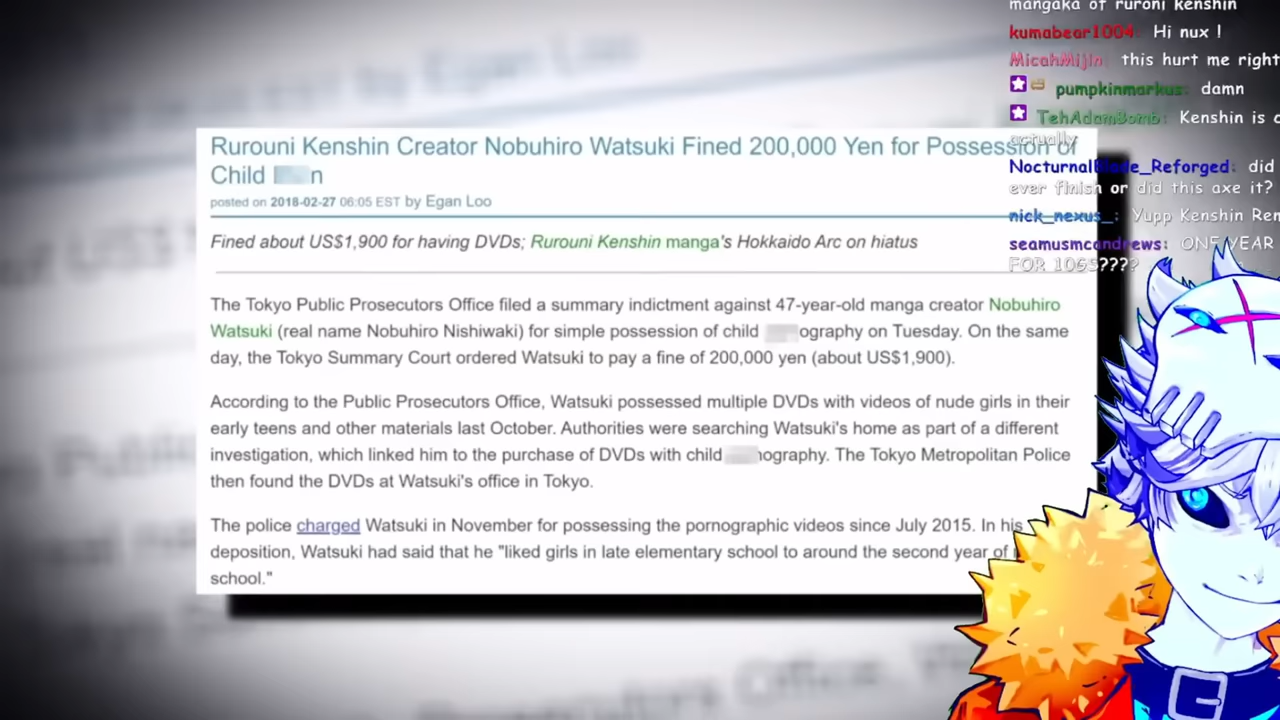 Rurouni Kenshin Creator Nobuhiro Watsuki Fined 200,000 Yen for Possession of
Child n
posted on 2018-02-27 06:05 EST by Egan Loo
Fined about US$1,900 for having DVDs; Rurouni Kenshin manga's Hokkaido Arc on hiatus
The Tokyo Public Prosecutors Office filed a summary indictment against 47-year-old manga creator Nobuhiro
Watsuki (real name Nobuhiro Nishiwaki) for simple possession of child ography on Tuesday. On the same
day, the Tokyo Summary Court ordered Watsuki to pay a fine of 200,000 yen (about US$1,900).
According to the Public Prosecutors Office, Watsuki possessed multiple DVDs with videos of nude girls in their
early teens and other materials last October. Authorities were searching Watsuki's home as part of a different
investigation, which linked him to the purchase of DVDs with child nography. The Tokyo Metropolitan Police
then found the DVDs at Watsuki's office in Tokyo.
The police charged Watsuki in November for possessing the pornographic videos since July 2015. In his
deposition, Watsuki had said that he "liked girls in late elementary school to around the second year of
school."
mangaka of ruroni kenshin
kumabear1004: Hi nux !
MicahMijin: this hurt me right
pumpkinmarkus: damn
TehAdamBomb: Kenshin is
actually
NocturnalBlade_Reforged: did
ever finish or did this axe it?
nick_nexus_: Yupp Kenshin Ren
seamusmcandrews: ONE YEAR
FOR 10GS????
Egan Loo